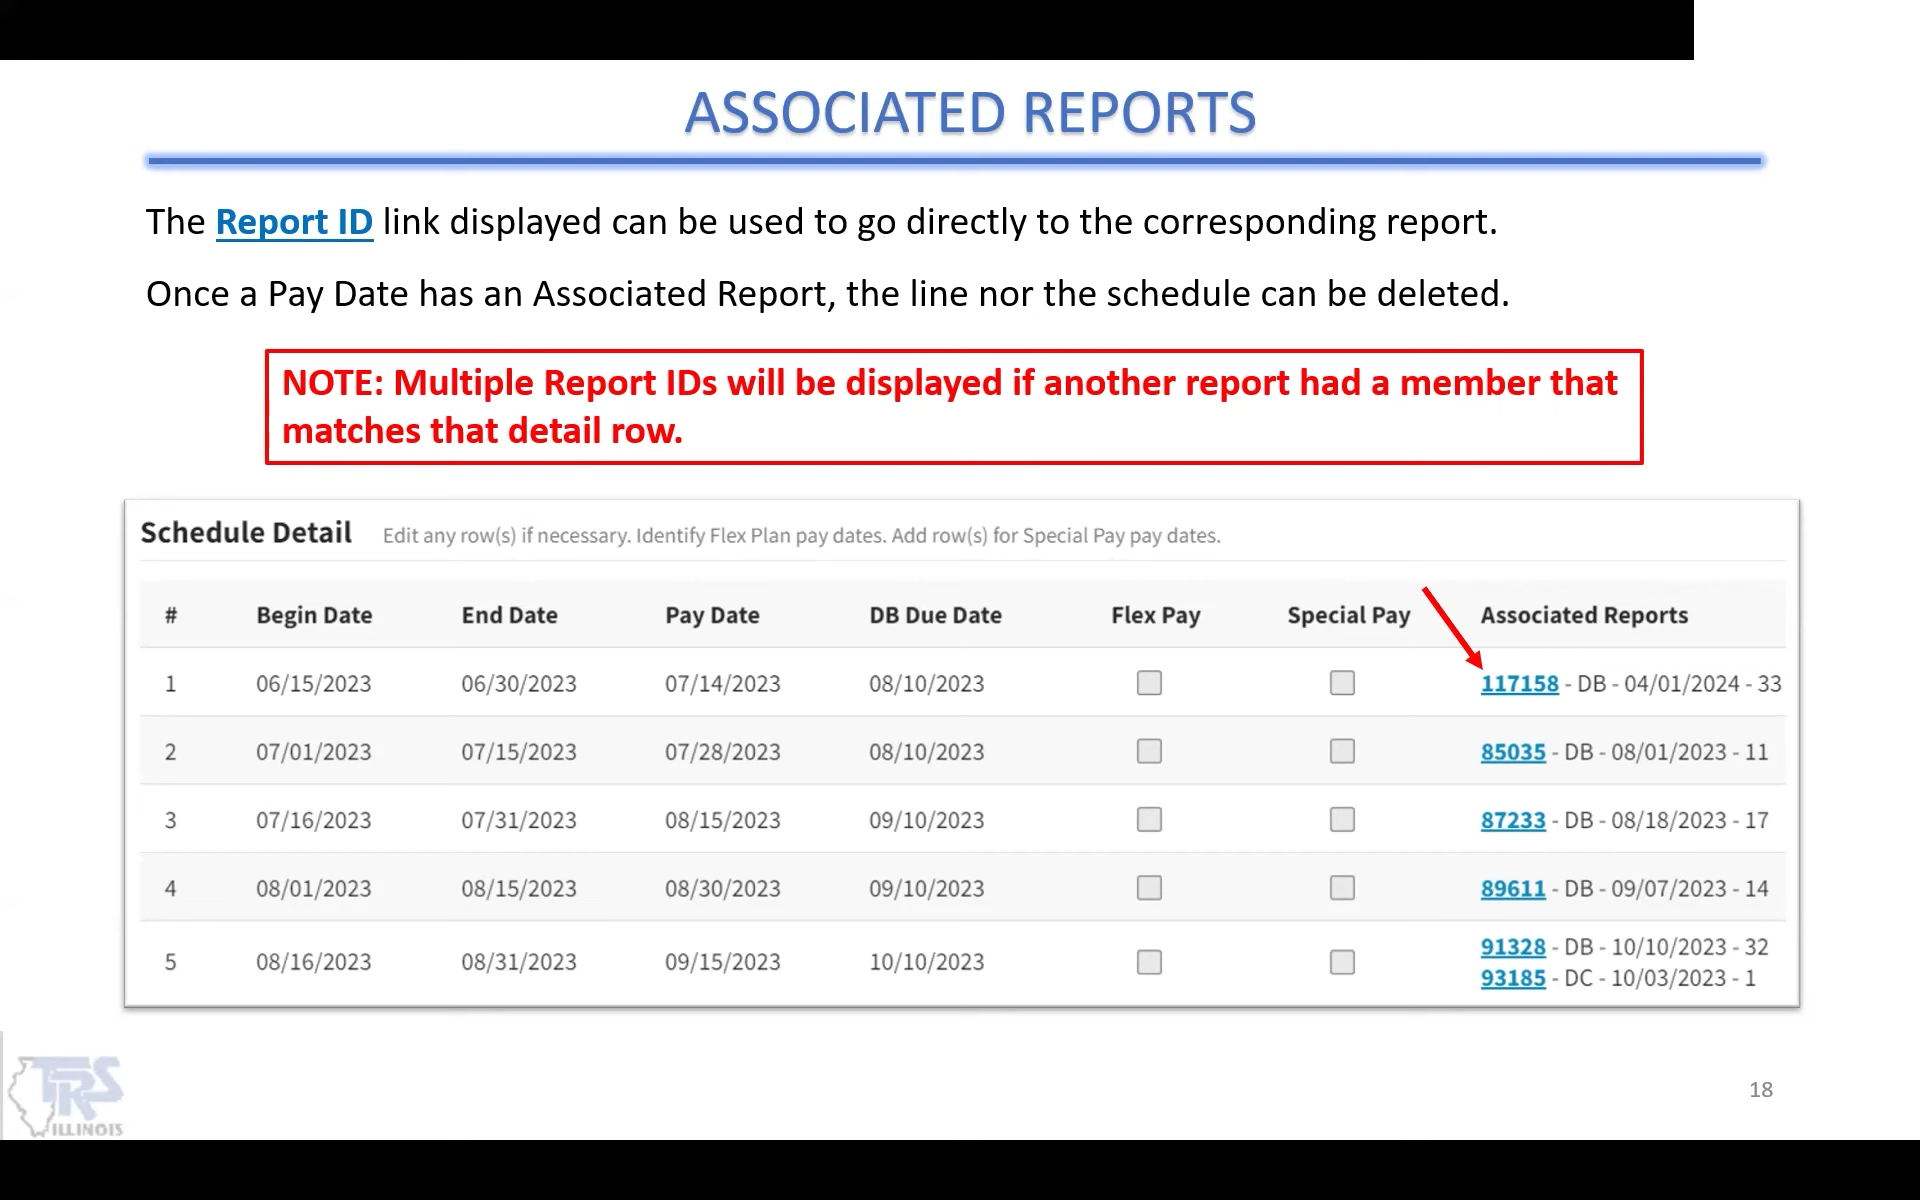 ASSOCIATED REPORTS
The Report ID link displayed can be used to go directly to the corresponding report.
Once a Pay Date has an Associated Report, the line nor the schedule can be deleted.
NOTE: Multiple Report IDs will be displayed if another report had a member that
matches that detail row.
Schedule Detail Edit any row(s) if necessary. Identify Flex Plan pay dates. Add row(s) for Special Pay pay dates.
# Begin Date End Date Pay Date DB Due Date Flex Pay Special Pay Associated Reports
1 06/15/2023 06/30/2023 07/14/2023 08/10/2023 117158 - DB - 04/01/2024 - 33
2 07/01/2023 07/15/2023 07/28/2023 08/10/2023 85035 - DB - 08/01/2023 - 11
3 07/16/2023 07/31/2023 08/15/2023 09/10/2023 87233 - DB - 08/18/2023 - 17
4 08/01/2023 08/15/2023 08/30/2023 09/10/2023 89611 - DB - 09/07/2023 - 14
5 08/16/2023 08/31/2023 09/15/2023 10/10/2023 91328 - DB - 10/10/2023 - 32
93185 - DC - 10/03/2023 - 1
TRS
ILLINOIS
18